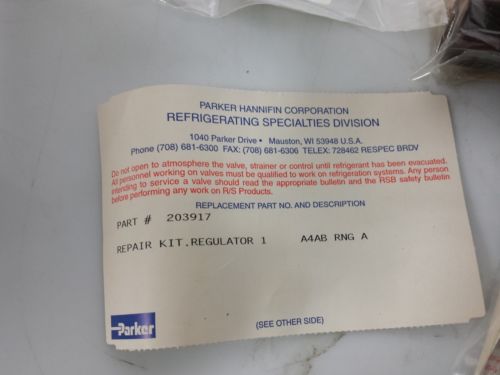 PARKER HANNIFIN CORPORATION
REFRIGERATING SPECIALTIES DIVISION
1040 Parker Drive • Mauston, WI 53948 U.S.A.
Phone (708) 681-6300 FAX: (708) 681-6306 TELEX: 728462 RESPEC BRDV
Do not open to atmosphere the valve, strainer or control until refrigerant has been evacuated.
All personnel working on valves must be qualified to work on refrigeration systems. Any person
intending to service a valve should read the appropriate bulletin and the RSB safety bulletin
before performing any work on R/S Products.
REPLACEMENT PART NO. AND DESCRIPTION
PART # 203917
REPAIR KIT.REGULATOR 1 A4AB RNG A
Parker
(SEE OTHER SIDE)